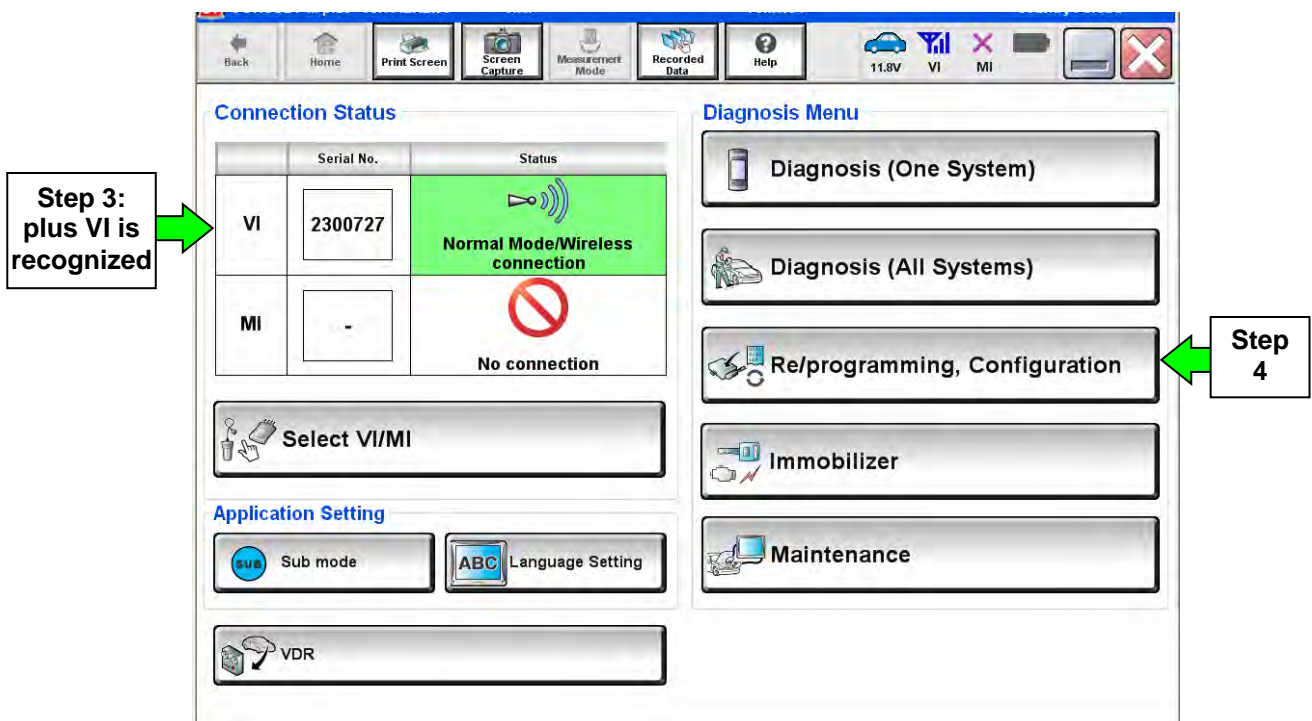 Back
Home
Print Screen
Screen
Capture
Measurement
Mode
Recorded
Data
Help
11.8V
VI
MI
Connection Status
Serial No.
Status
VI
2300727
Normal Mode/Wireless
connection
MI
-
No connection
Select VI/MI
Application Setting
SUB
Sub mode
ABC
Language Setting
VDR
Diagnosis Menu
Diagnosis (One System)
Diagnosis (All Systems)
Re/programming, Configuration
Immobilizer
Maintenance
Step 3:
plus VI is
recognized
Step
4